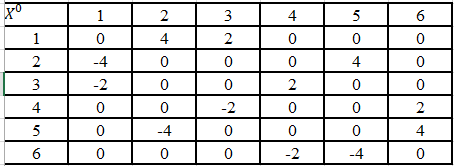 X⁰ 1 2 3 4 5 6
1 0 4 2 0 0 0
2 -4 0 0 0 4 0
3 -2 0 0 2 0 0
4 0 0 -2 0 0 2
5 0 -4 0 0 0 4
6 0 0 0 -2 -4 0